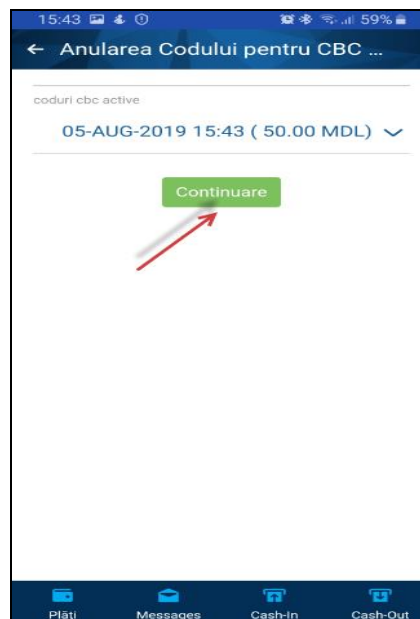 15:43 59%
← Anularea Codului pentru CBC ...
coduri cbc active
05-AUG-2019 15:43 ( 50.00 MDL)
Continuare
Plăți Messages Cash-In Cash-Out